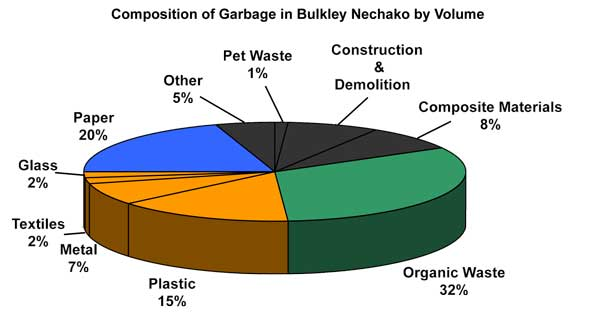 Composition of Garbage in Bulkley Nechako by Volume
Pet Waste
1%
Construction
&
Demolition
Other
5%
Composite Materials
8%
Paper
20%
Glass
2%
Textiles
2%
Metal
7%
Plastic
15%
Organic Waste
32%